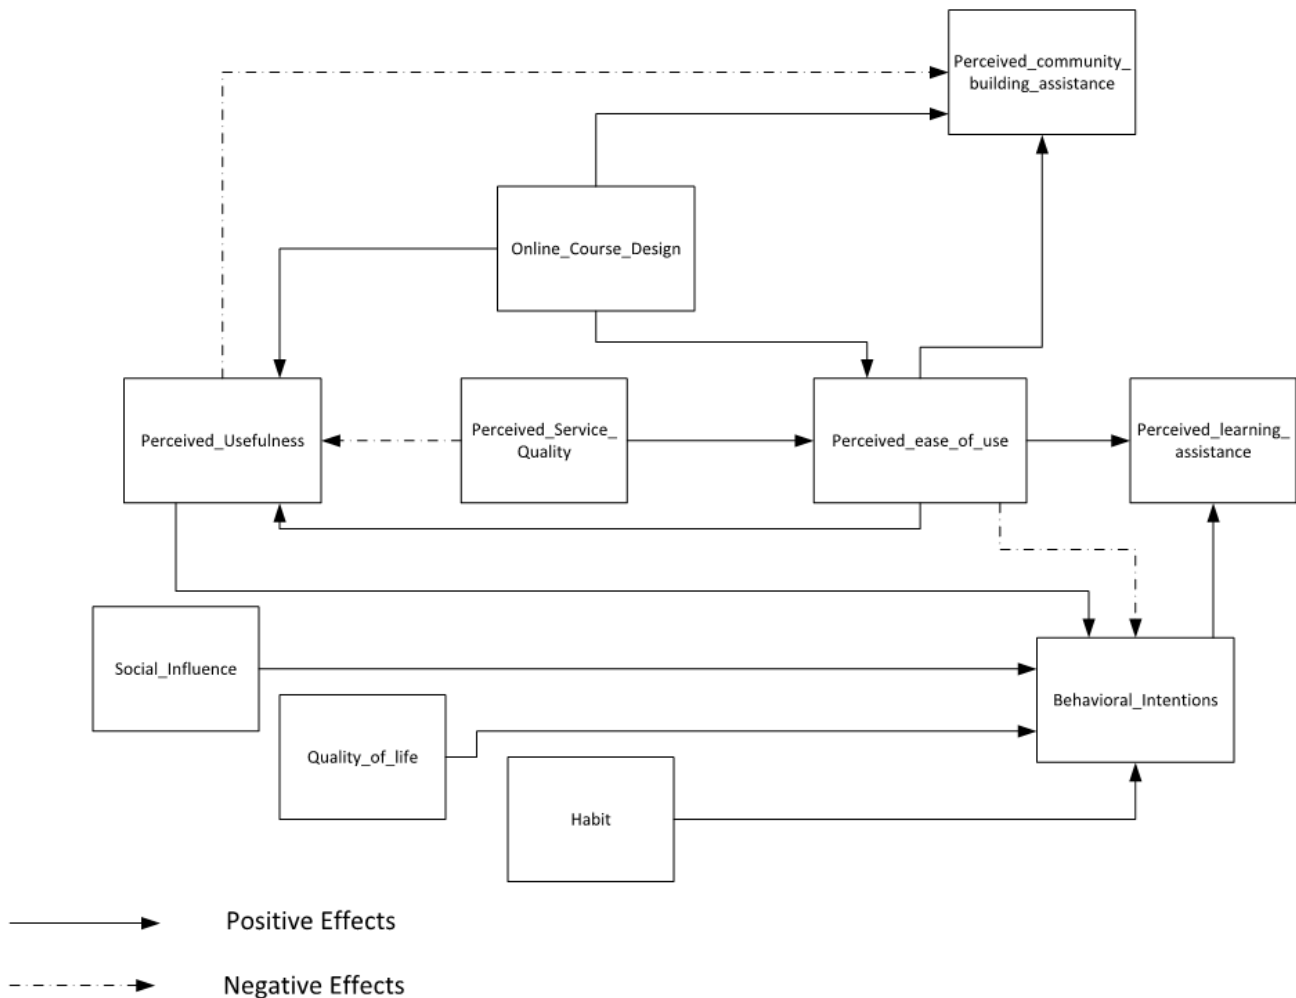 Perceived_community_
building_assistance
Online_Course_Design
Perceived_Usefulness
Perceived_Service_
Quality
Perceived_ease_of_use
Perceived_learning_
assistance
Social_Influence
Behavioral_Intentions
Quality_of_life
Habit
Positive Effects
Negative Effects